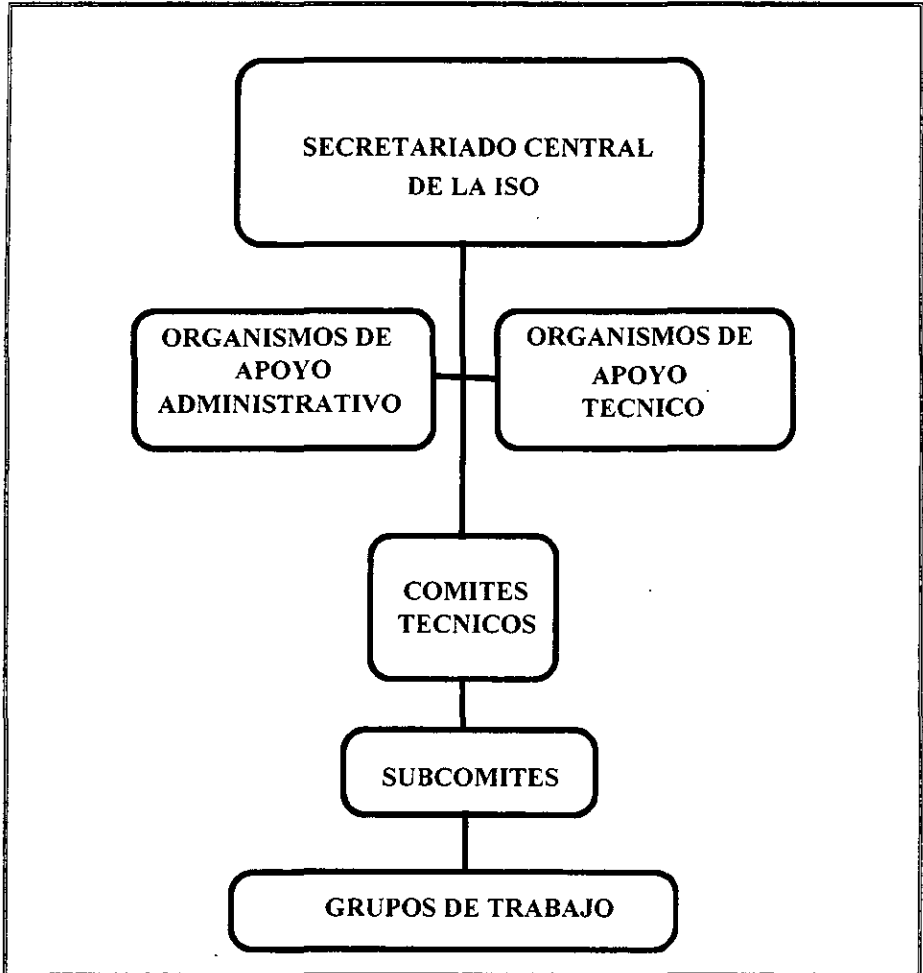 SECRETARIADO CENTRAL
DE LA ISO
ORGANISMOS DE
APOYO
ADMINISTRATIVO
ORGANISMOS DE
APOYO
TECNICO
COMITES
TECNICOS
SUBCOMITES
GRUPOS DE TRABAJO